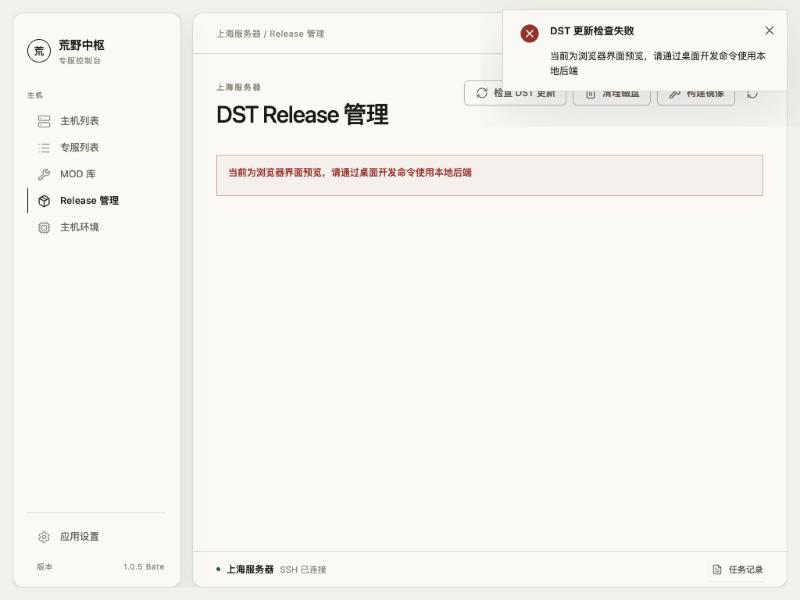 荒
荒野中枢
专服控制台
主机
主机列表
专服列表
MOD 库
Release 管理
主机环境
应用设置
版本 1.0.5 Bate
上海服务器 / Release 管理
上海服务器
DST Release 管理
检查 DST 更新
清理磁盘
构建镜像
当前为浏览器界面预览，请通过桌面开发命令使用本地后端
DST 更新检查失败
当前为浏览器界面预览，请通过桌面开发命令使用本
地后端
上海服务器 SSH 已连接
任务记录